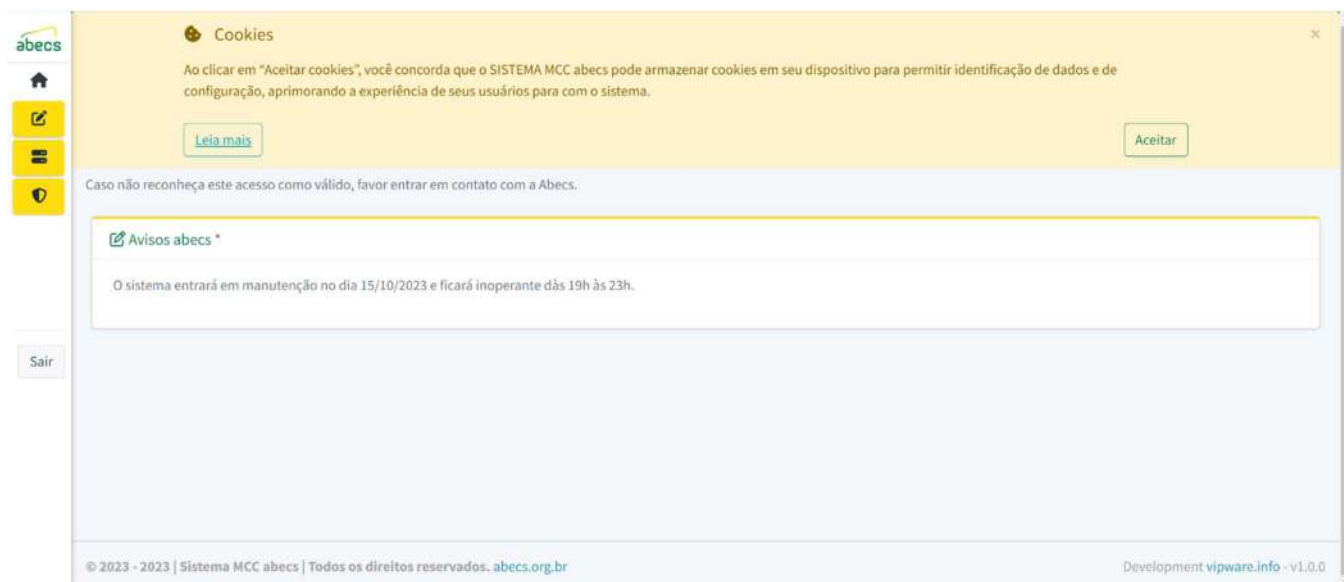 abecs
Cookies
×
Ao clicar em "Aceitar cookies", você concorda que o SISTEMA MCC abecs pode armazenar cookies em seu dispositivo para permitir identificação de dados e de
configuração, aprimorando a experiência de seus usuários para com o sistema.
Leia mais
Aceitar
Caso não reconheça este acesso como válido, favor entrar em contato com a Abecs.
Avisos abecs *
O sistema entrará em manutenção no dia 15/10/2023 e ficará inoperante dàs 19h às 23h.
Sair
© 2023 - 2023 | Sistema MCC abecs | Todos os direitos reservados. abecs.org.br
Development vipware.info - v1.0.0